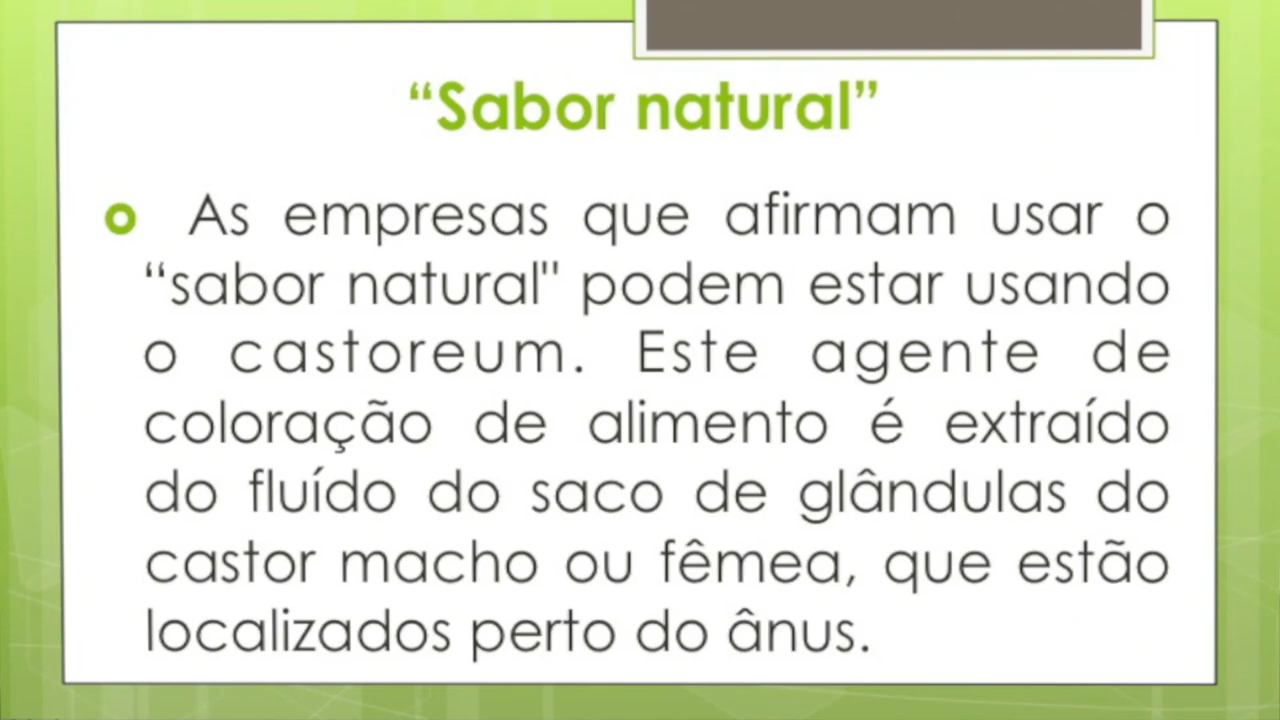 “Sabor natural”
As empresas que afirmam usar o
“sabor natural" podem estar usando
o castoreum. Este agente de
coloração de alimento é extraído
do fluído do saco de glândulas do
castor macho ou fêmea, que estão
localizados perto do ânus.